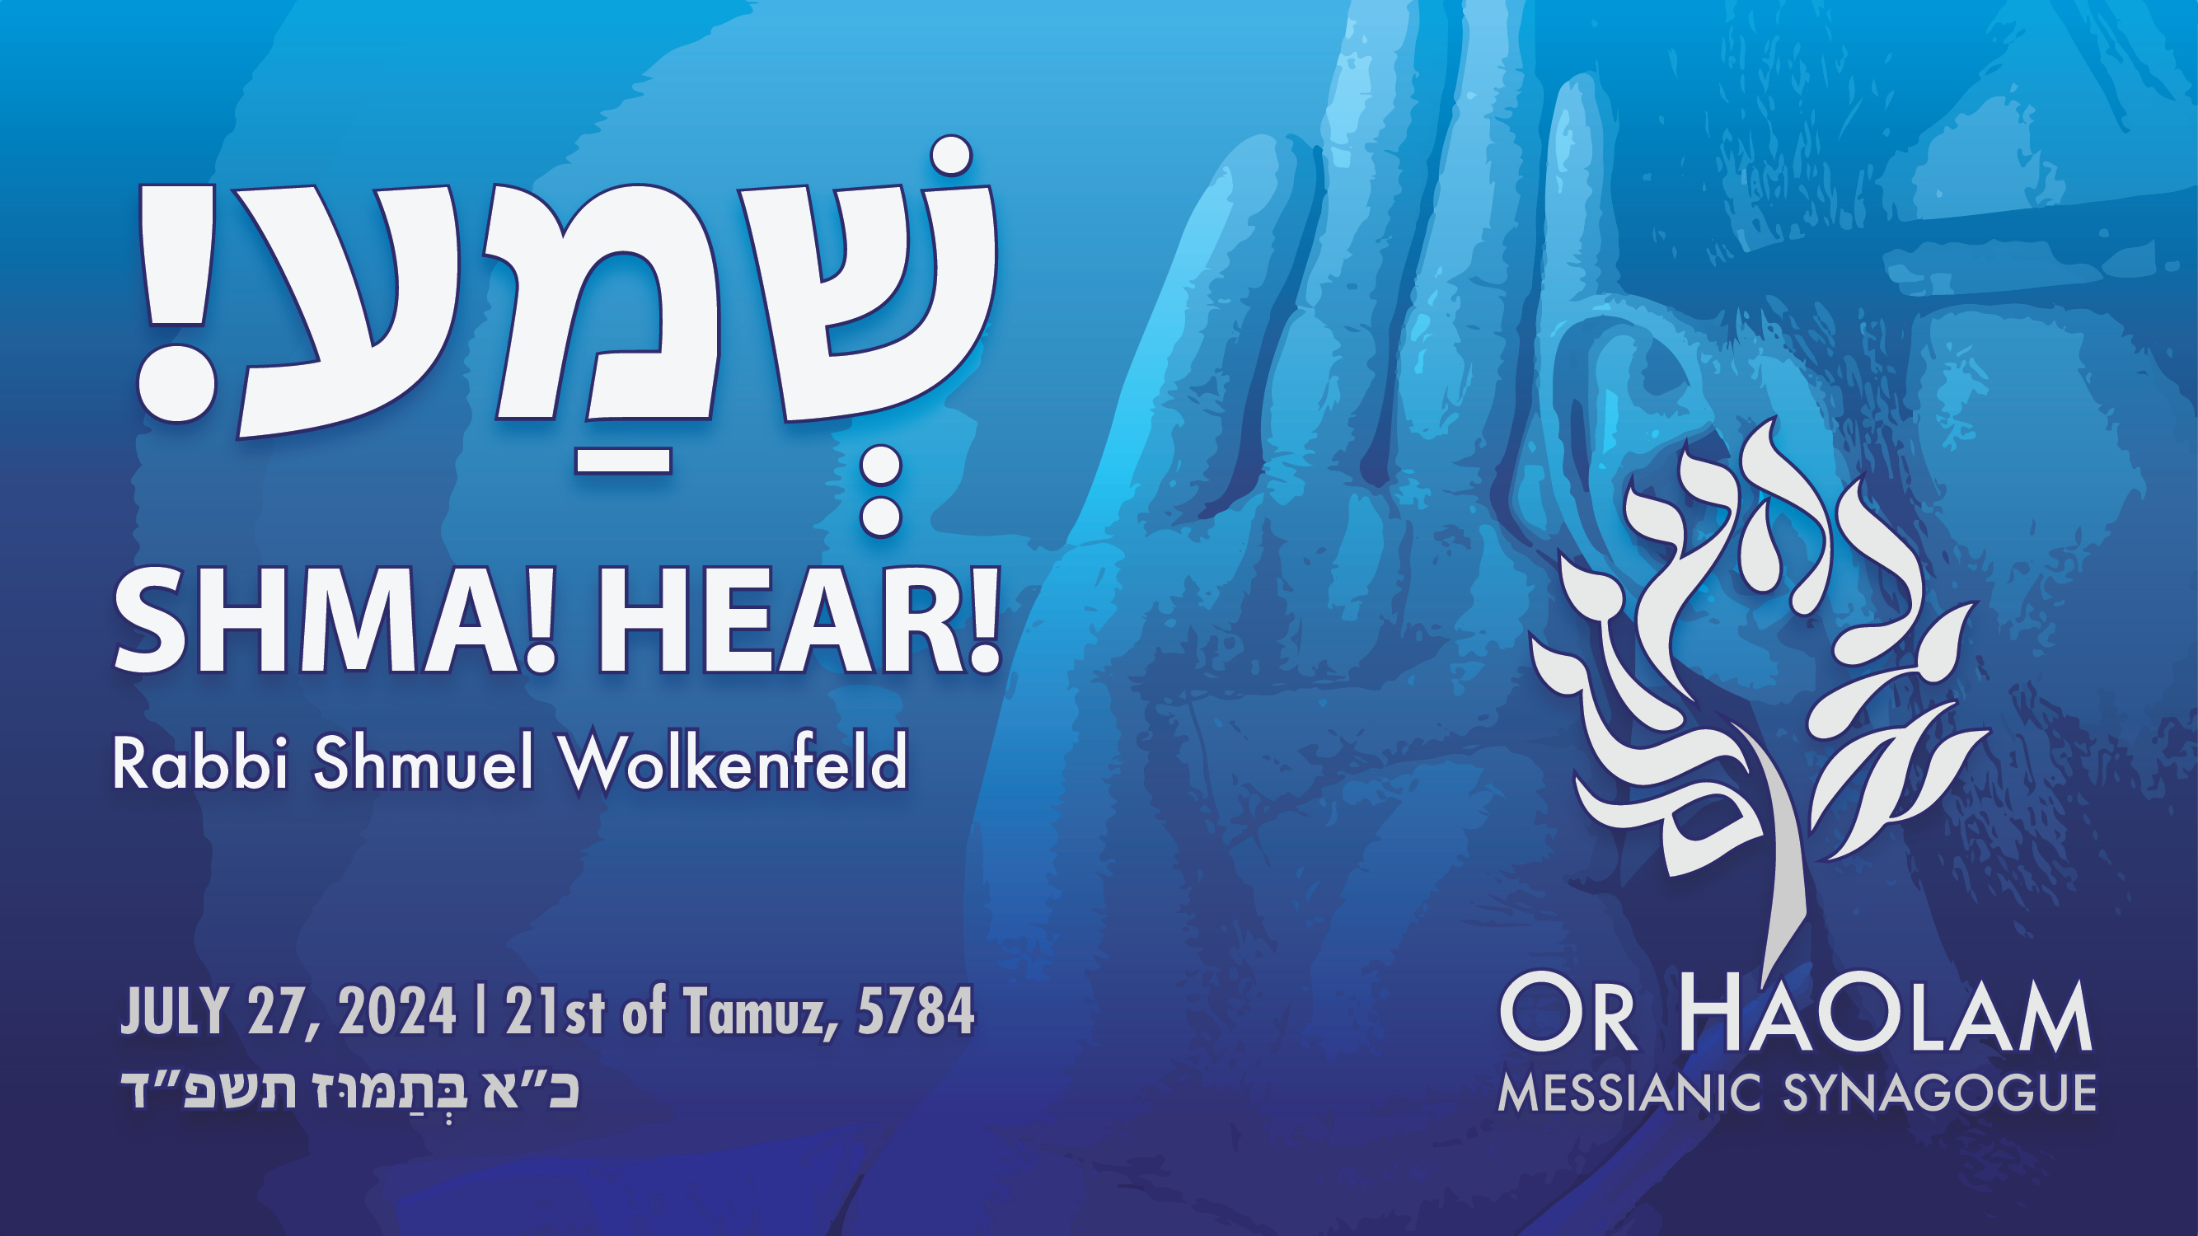 שְׁמַע!
SHMA! HEAR!
Rabbi Shmuel Wolkenfeld
JULY 27, 2024 | 21st of Tamuz, 5784
כ״א בְּתַמּוּז תשפ״ד
OR HAOLAM
MESSIANIC SYNAGOGUE